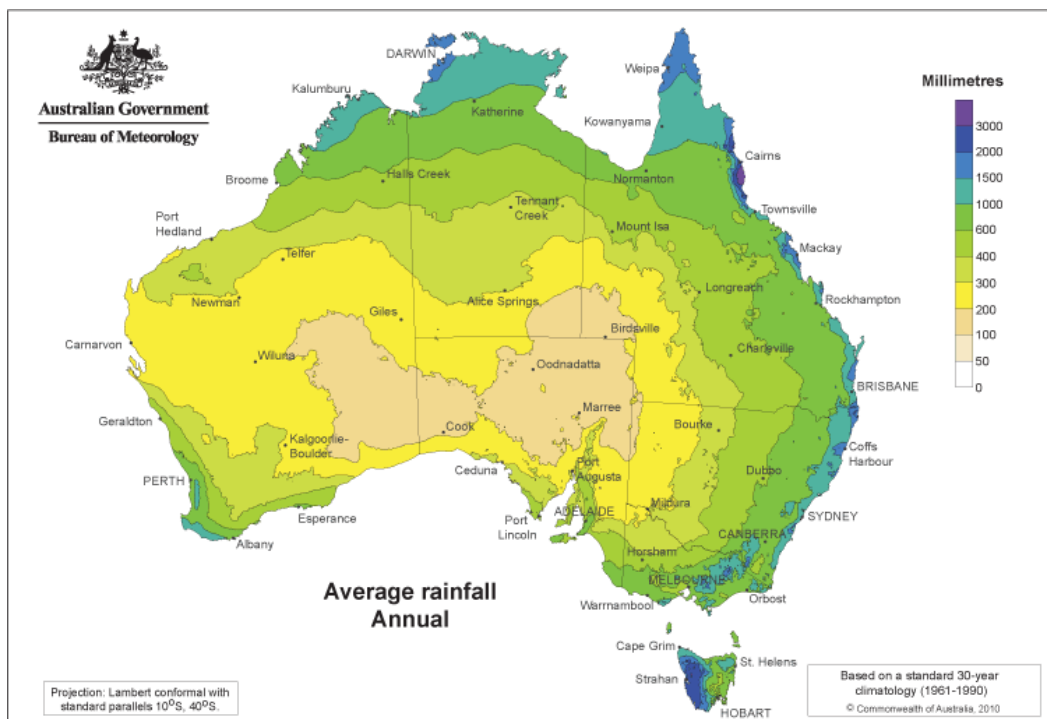 Australian Government
Bureau of Meteorology
DARWIN
Weipa
Kalumburu
Katherine
Kowanyama
Cairns
Broome
Halls Creek
Normanton
Tennant
Creek
Townsville
Port
Hedland
Mount Isa
Mackay
Telfer
Newman
Alice Springs
Longreach
Rockhampton
Giles
Birdsville
Carnarvon
Wiluna
Oodnadatta
Charleville
BRISBANE
Geraldton
Marree
Kalgoorlie-
Boulder
Cook
Bourke
Coffs
Harbour
Ceduna
Port
Augusta
Dubbo
PERTH
Esperance
Port
Lincoln
ADELAIDE
Mildura
SYDNEY
Albany
CANBERRA
Horsham
MELBOURNE
Warrnambool
Orbost
Cape Grim
St. Helens
Strahan
HOBART
Millimetres
3000
2000
1500
1000
600
400
300
200
100
50
0
Average rainfall
Annual
Projection: Lambert conformal with
standard parallels 10ºS, 40ºS.
Based on a standard 30-year
climatology (1961-1990)
© Commonwealth of Australia, 2010